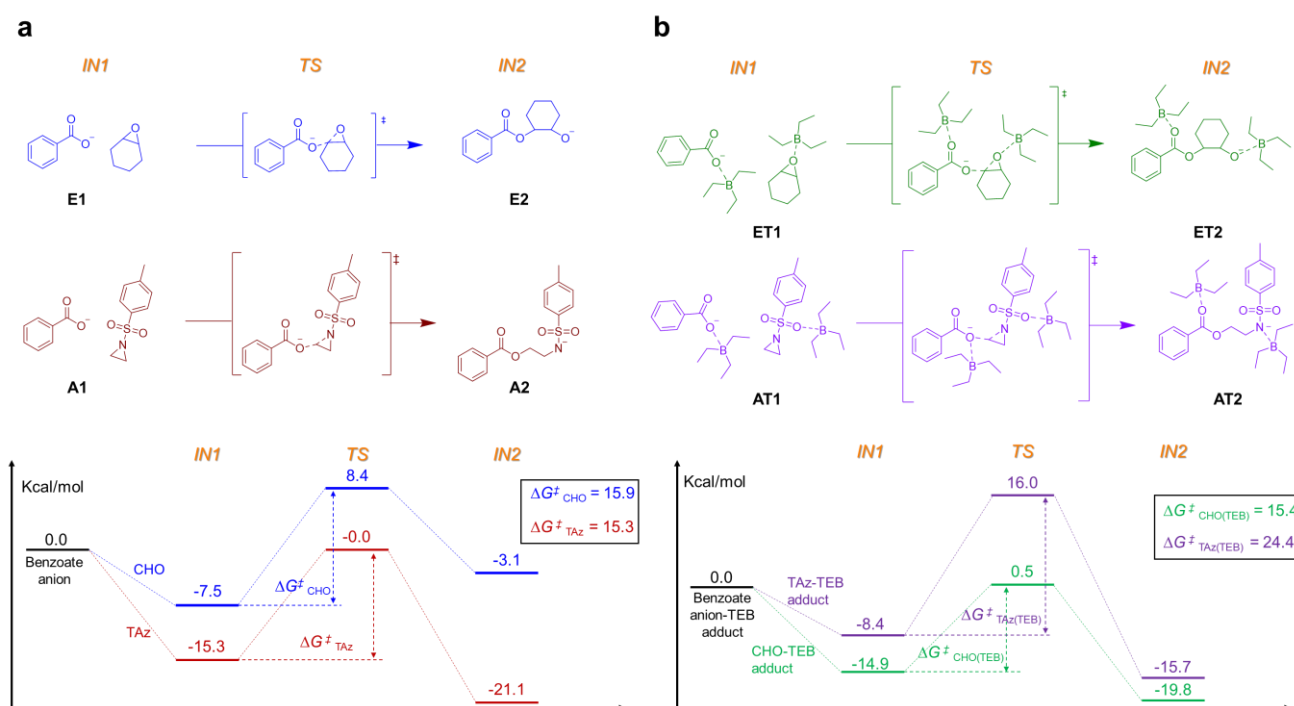 a
b
IN1 TS IN2
IN1 TS IN2
O
O
−
O
O
O
−
O
‡
O
O
O
−
E1
E2
B
O
O
−
B
O
B
O
O
−
O
B
‡
B
O
O
O
−
B
ET1
ET2
O
O
−
O
S
O
N
O
O
−
O
S
O
N
‡
O
O
O
S
O
N
−
A1
A2
O
O
−
B
O
S
O
N
B
O
O
−
B
O
S
O
N
B
‡
B
O
O
O
S
O
N
−
B
AT1
AT2
IN1 TS IN2
Kcal/mol
8.4
ΔG‡ CHO = 15.9
ΔG‡ TAz = 15.3
-0.0
0.0
Benzoate
anion
CHO
-3.1
-7.5
ΔG‡ CHO
TAz
-15.3
ΔG‡ TAz
-21.1
IN1 TS IN2
Kcal/mol
16.0
ΔG‡ CHO(TEB) = 15.4
ΔG‡ TAz(TEB) = 24.4
0.0
Benzoate
anion-TEB
adduct
TAz-TEB
adduct
0.5
-8.4
ΔG‡ TAz(TEB)
CHO-TEB
adduct
-14.9
ΔG‡ CHO(TEB)
-15.7
-19.8